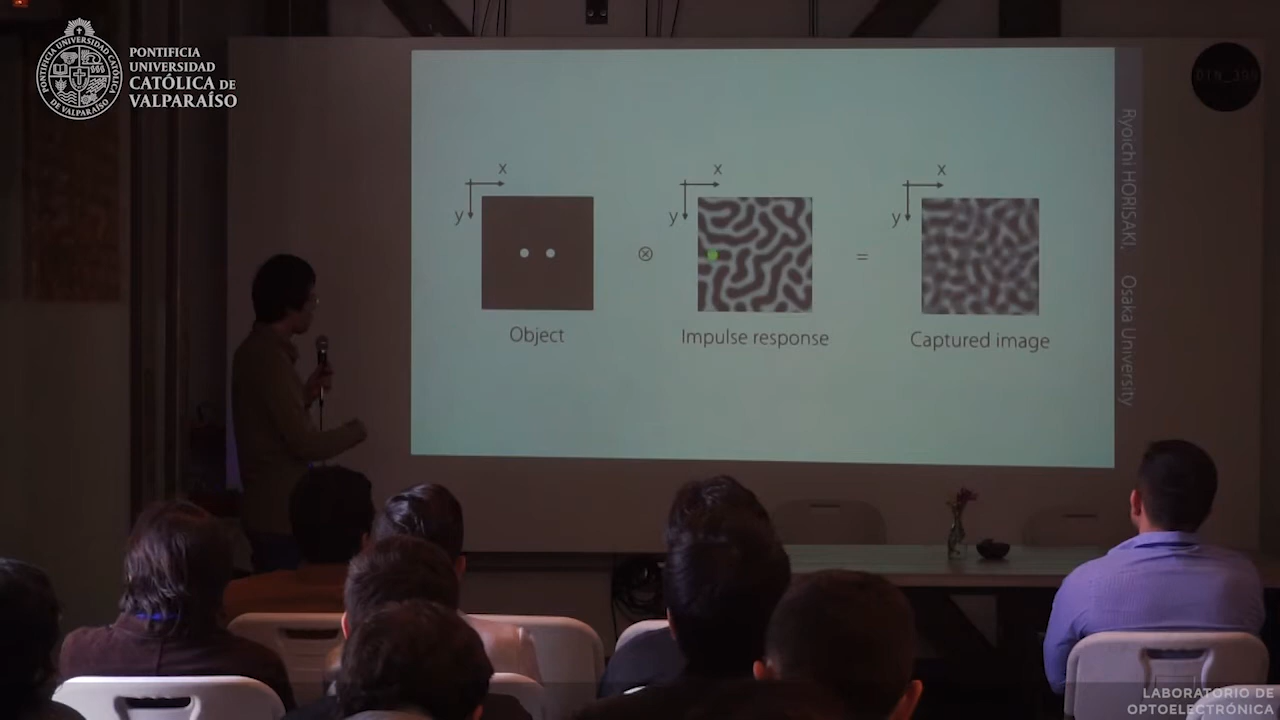 PONTIFICIA
UNIVERSIDAD
CATÓLICA DE
VALPARAÍSO
x
x
x
y
y
y
⊗
=
Object
Impulse response
Captured image
Ryoichi HORISAKI, Osaka University
LABORATORIO DE
OPTOELECTRÓNICA